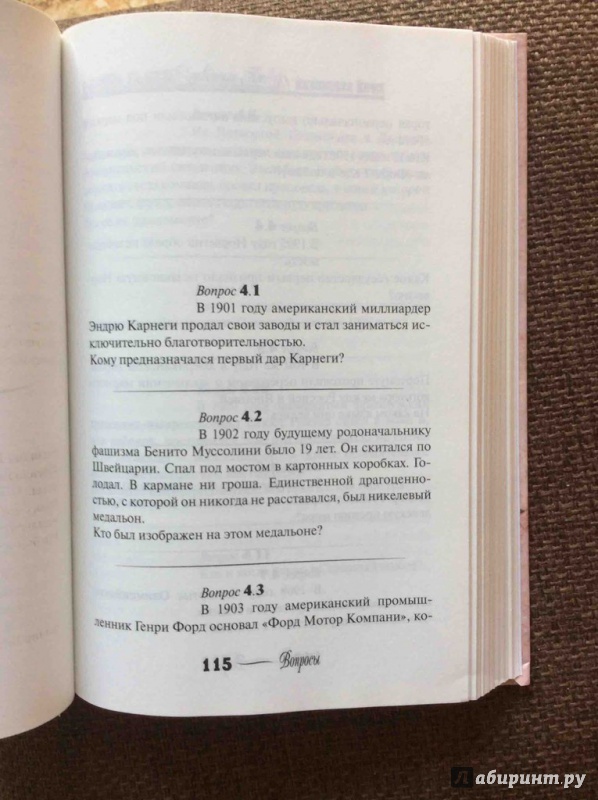 Вопрос 4.1
В 1901 году американский миллиардер
Эндрю Карнеги продал свои заводы и стал заниматься ис-
ключительно благотворительностью.
Кому предназначался первый дар Карнеги?
Вопрос 4.2
В 1902 году будущему родоначальнику
фашизма Бенито Муссолини было 19 лет. Он скитался по
Швейцарии. Спал под мостом в картонных коробках. Го-
лодал. В кармане ни гроша. Единственной драгоценно-
стью, с которой он никогда не расставался, был никелевый
медальон.
Кто был изображен на этом медальоне?
Вопрос 4.3
В 1903 году американский промыш-
ленник Генри Форд основал «Форд Мотор Компани», ко-
115 Вопросы
абиринт.ру